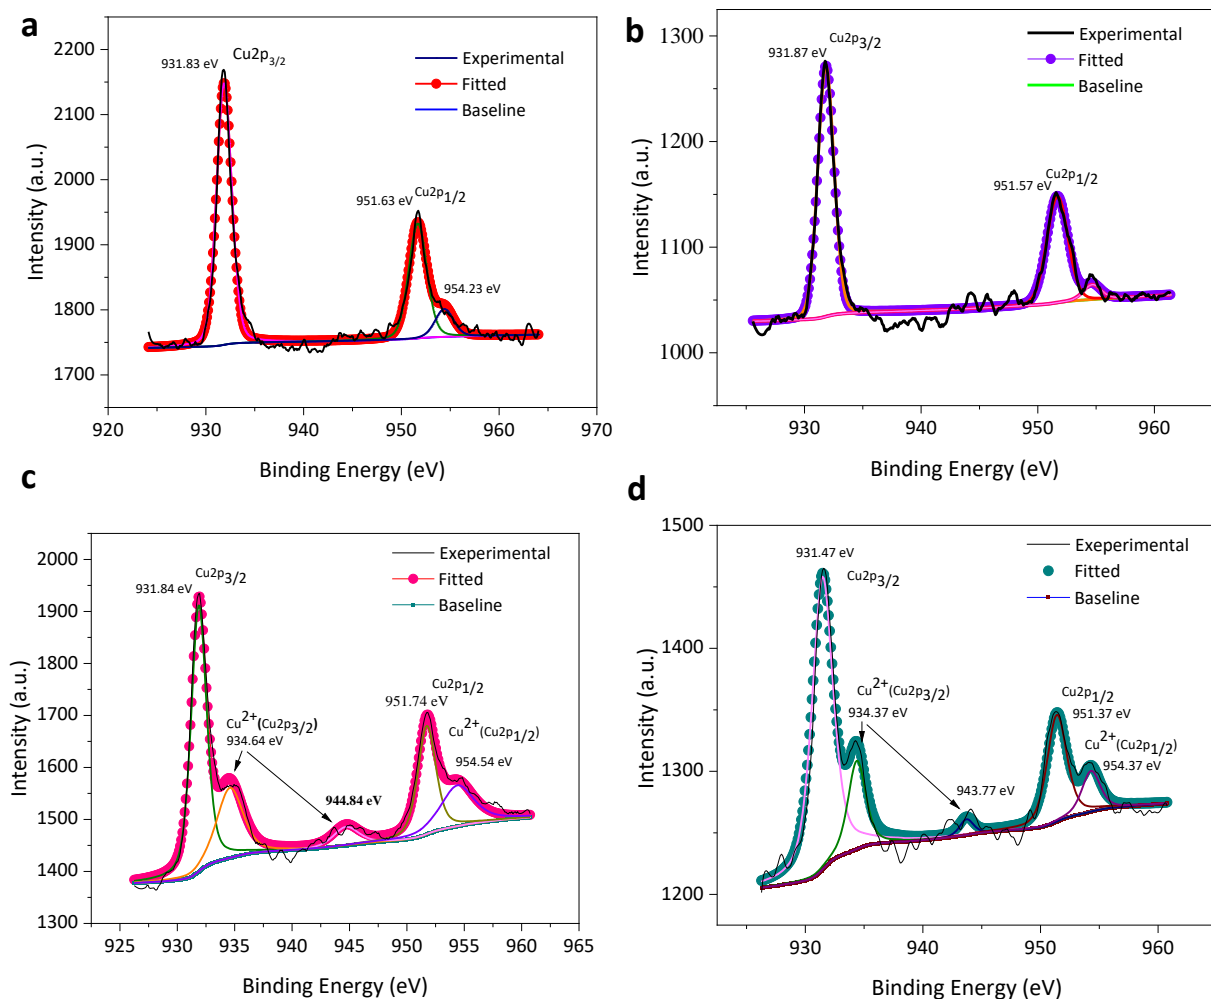 a
2200
2100
2000
1900
1800
1700
Intensity (a.u.)
931.83 eV
Cu2p3/2
Experimental
Fitted
Baseline
951.63 eV
Cu2p1/2
954.23 eV
920 930 940 950 960 970
Binding Energy (eV)
b
1300
1200
1100
1000
Intensity (a.u.)
931.87 eV
Cu2p3/2
Experimental
Fitted
Baseline
951.57 eV
Cu2p1/2
930 940 950 960
Binding Energy (eV)
c
2000
1900
1800
1700
1600
1500
1400
1300
Intensity (a.u.)
931.84 eV
Cu2p3/2
Exeperimental
Fitted
Baseline
Cu2+(Cu2p3/2)
934.64 eV
944.84 eV
Cu2p1/2
951.74 eV
Cu2+(Cu2p1/2)
954.54 eV
925 930 935 940 945 950 955 960 965
Binding Energy (eV)
d
1500
1400
1300
1200
Intensity (a.u.)
931.47 eV
Cu2p3/2
Exeperimental
Fitted
Baseline
Cu2+(Cu2p3/2)
934.37 eV
943.77 eV
Cu2p1/2
951.37 eV
Cu2+(Cu2p1/2)
954.37 eV
930 940 950 960
Binding Energy (eV)